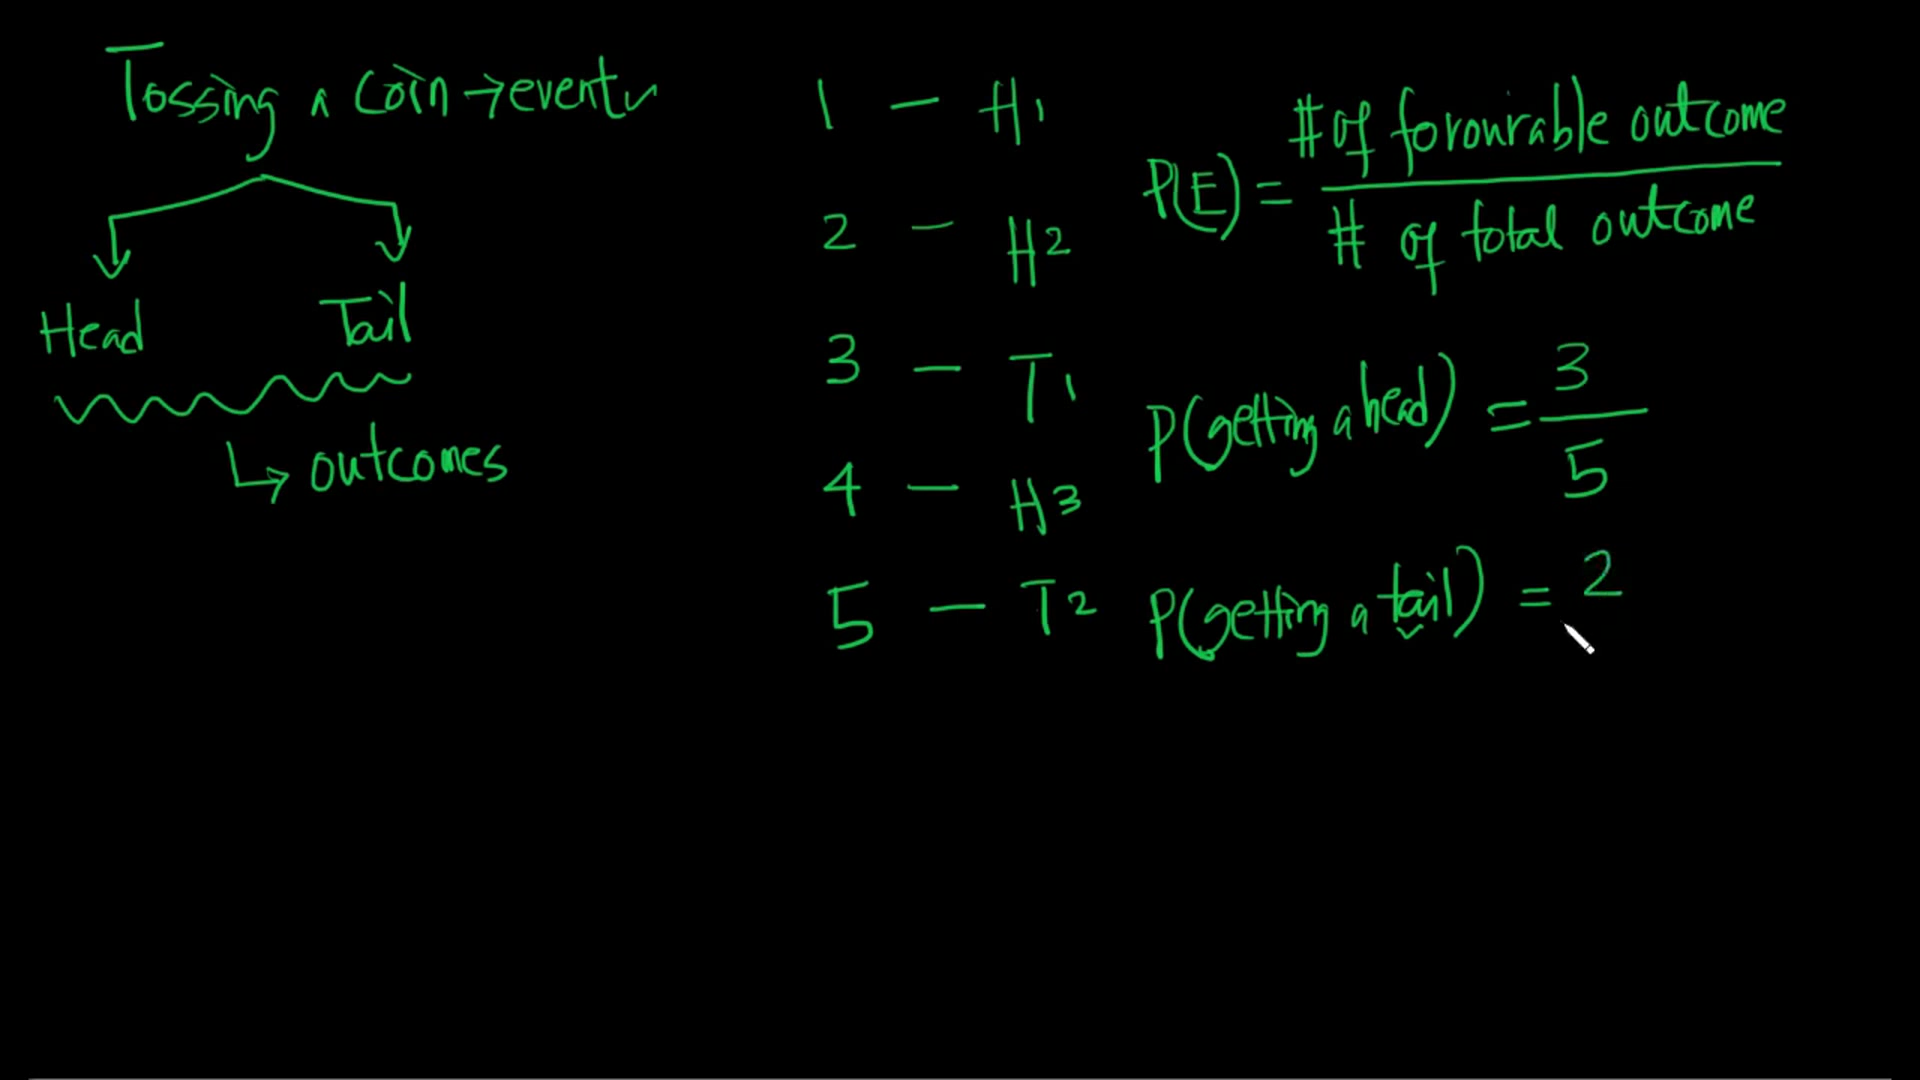 Tossing a coin → event
Head Tail
↳ outcomes
1 — H1
2 — H2
3 — T1
4 — H3
5 — T2
P(E) = # of forourable outcome
# of total outcome
P(getting a head) = 3
5
P(getting a tail) = 2